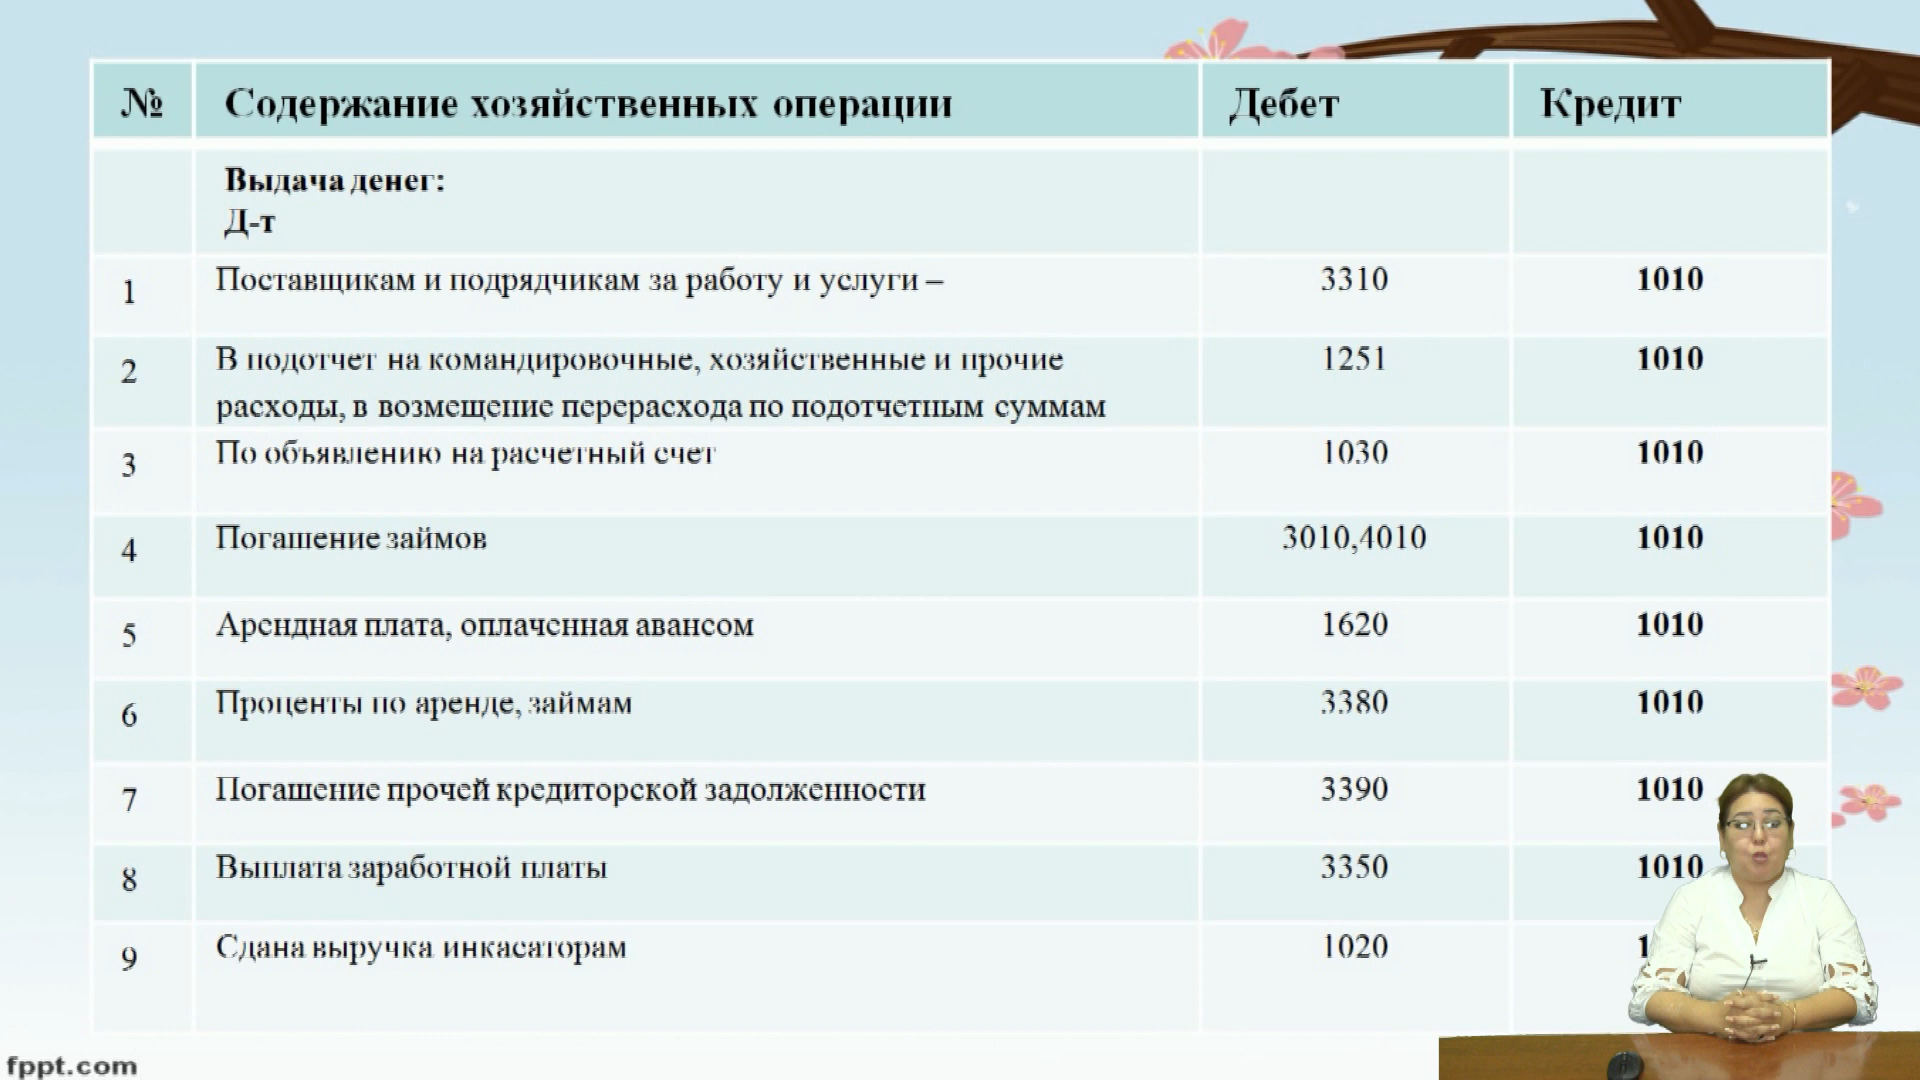 № Содержание хозяйственных операции Дебет Кредит
Выдача денег:
Д-т
1 Поставщикам и подрядчикам за работу и услуги – 3310 1010
2 В подотчет на командировочные, хозяйственные и прочие 1251 1010
расходы, в возмещение перерасхода по подотчетным суммам
3 По объявлению на расчетный счет 1030 1010
4 Погашение займов 3010,4010 1010
5 Арендная плата, оплаченная авансом 1620 1010
6 Проценты по аренде, займам 3380 1010
7 Погашение прочей кредиторской задолженности 3390 1010
8 Выплата заработной платы 3350 1010
9 Сдана выручка инкасаторам 1020
fppt.com